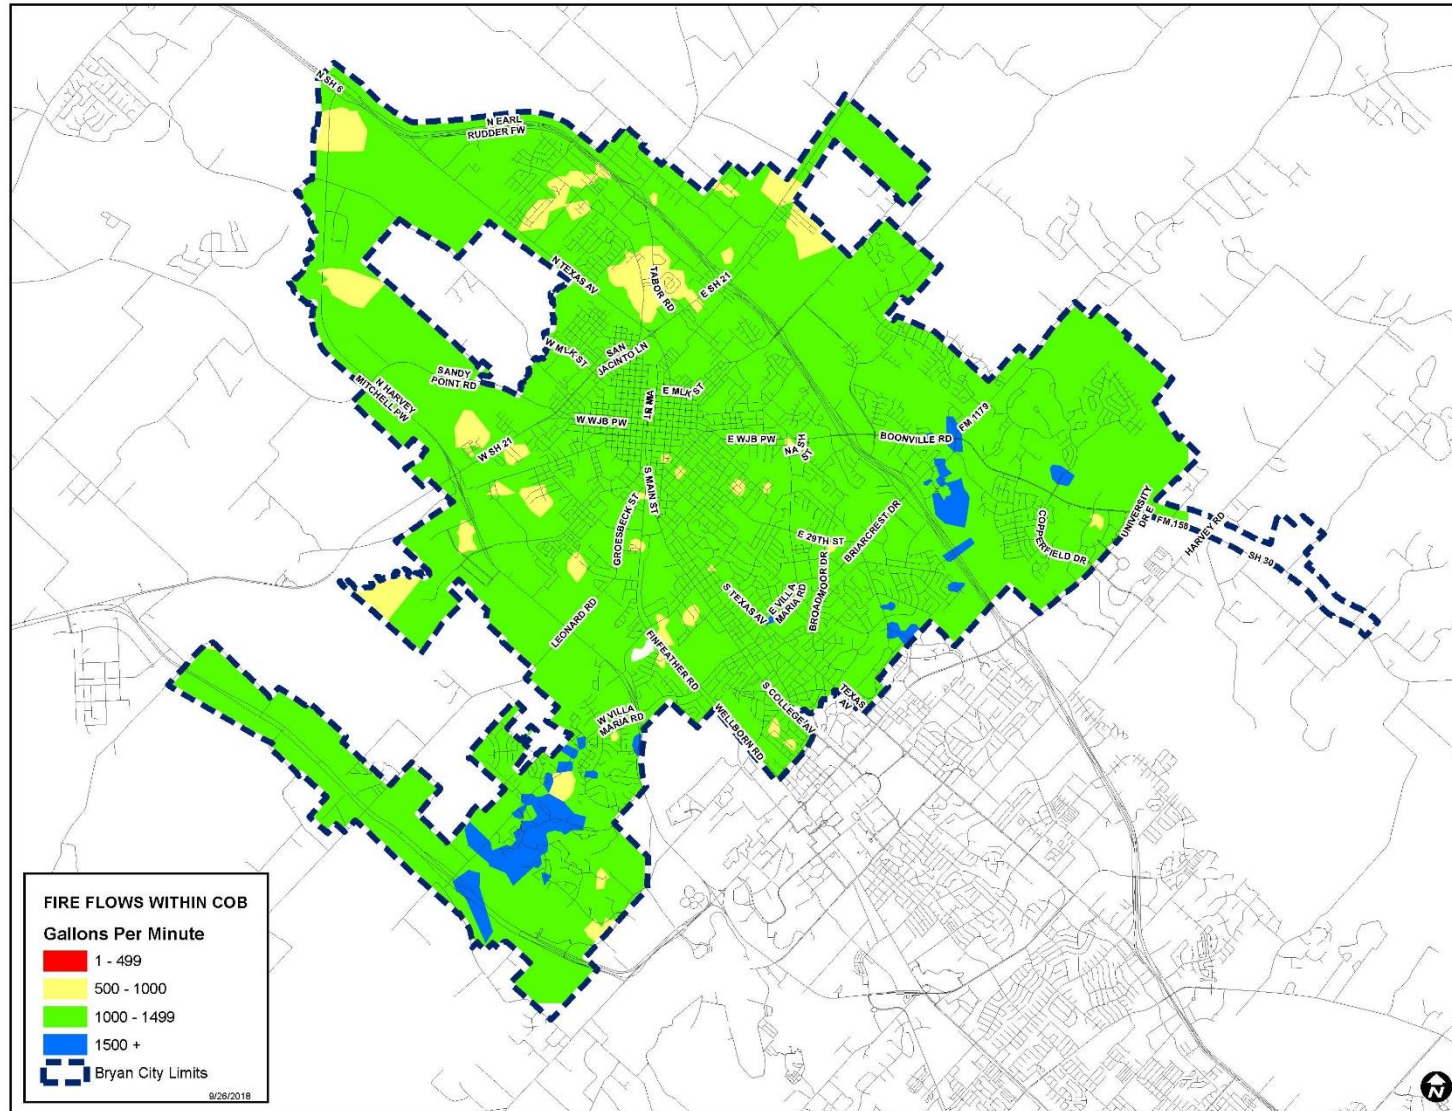 N SH 6
N EARL
RUDDER FW
N TEXAS AV
TABOR RD
E SH 21
W MLK ST
SAN
JACINTO LN
SANDY
POINT RD
N HARVEY
MITCHELL PW
E MLK ST
W WJB PW
W SH 21
E WJB PW
NASH
ST
BOONVILLE RD
FM 1179
S MAIN ST
GROESBECK ST
E 29TH ST
BRIARCREST DR
COPPERFIELD DR
UNIVERSITY
DR E
FM 158
HARVEY RD
SH 30
LEONARD RD
S TEXAS AV
E VILLA
MARIA RD
BROADMOOR DR
FINFEATHER RD
W VILLA
MARIA RD
WELLBORN RD
S COLLEGE AV
TEXAS
AV
FIRE FLOWS WITHIN COB
Gallons Per Minute
1 - 499
500 - 1000
1000 - 1499
1500 +
Bryan City Limits
9/26/2018
N